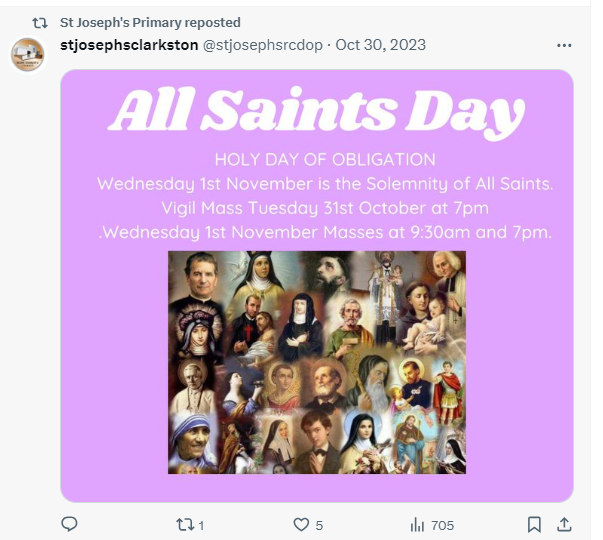 St Joseph's Primary reposted
stjosephsclarkston @stjosephsrcdop · Oct 30, 2023
All Saints Day
HOLY DAY OF OBLIGATION
Wednesday 1st November is the Solemnity of All Saints.
Vigil Mass Tuesday 31st October at 7pm
.Wednesday 1st November Masses at 9:30am and 7pm.
1 5 705